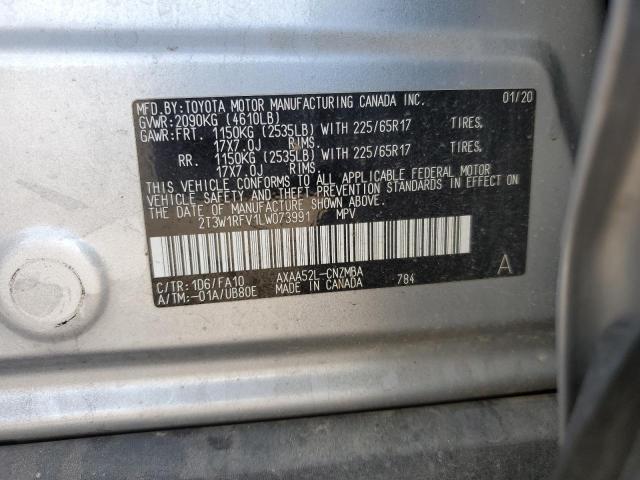 MFD.BY:TOYOTA MOTOR MANUFACTURING CANADA INC. 01/20
GVWR:2090KG (4610LB)
GAWR:FRT. 1150KG (2535LB) WITH 225/65R17 TIRES.
17X7.0J RIMS.
RR. 1150KG (2535LB) WITH 225/65R17 TIRES.
17X7.0J RIMS.
THIS VEHICLE CONFORMS TO ALL APPLICABLE FEDERAL MOTOR
VEHICLE SAFETY AND THEFT PREVENTION STANDARDS IN EFFECT ON
THE DATE OF MANUFACTURE SHOWN ABOVE.
2T3W1RFV1LW073991 MPV
C/TR:1D6/FA10 AXAA52L-CNZMBA
A/TM:-01A/UB80E MADE IN CANADA 784 A